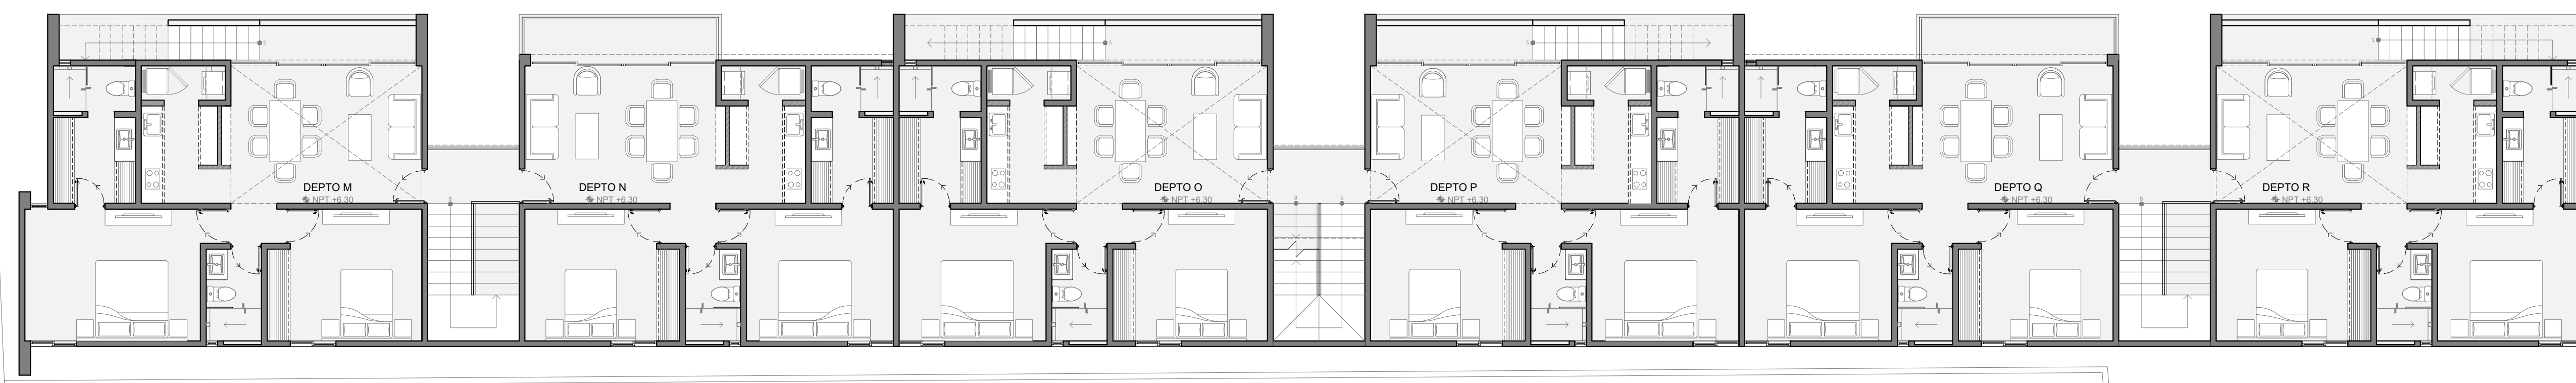 S
S
S
S
DEPTO M
NPT +6.30
DEPTO N
NPT +6.30
DEPTO O
NPT +6.30
DEPTO P
NPT +6.30
DEPTO Q
NPT +6.30
DEPTO R
NPT +6.30